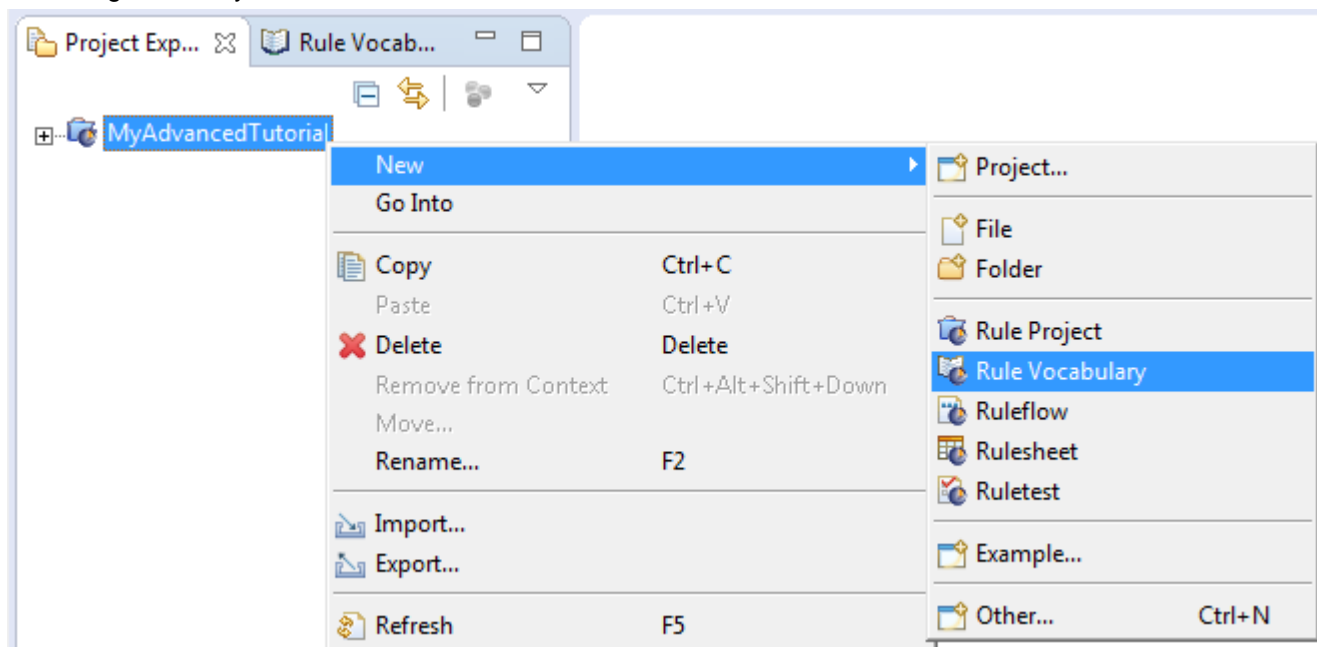 Project Exp... Rule Vocab...
MyAdvancedTutorial
New
Go Into
Copy Ctrl+C
Paste Ctrl+V
Delete Delete
Remove from Context Ctrl+Alt+Shift+Down
Move...
Rename... F2
Import...
Export...
Refresh F5
Project...
File
Folder
Rule Project
Rule Vocabulary
Ruleflow
Rulesheet
Ruletest
Example...
Other... Ctrl+N